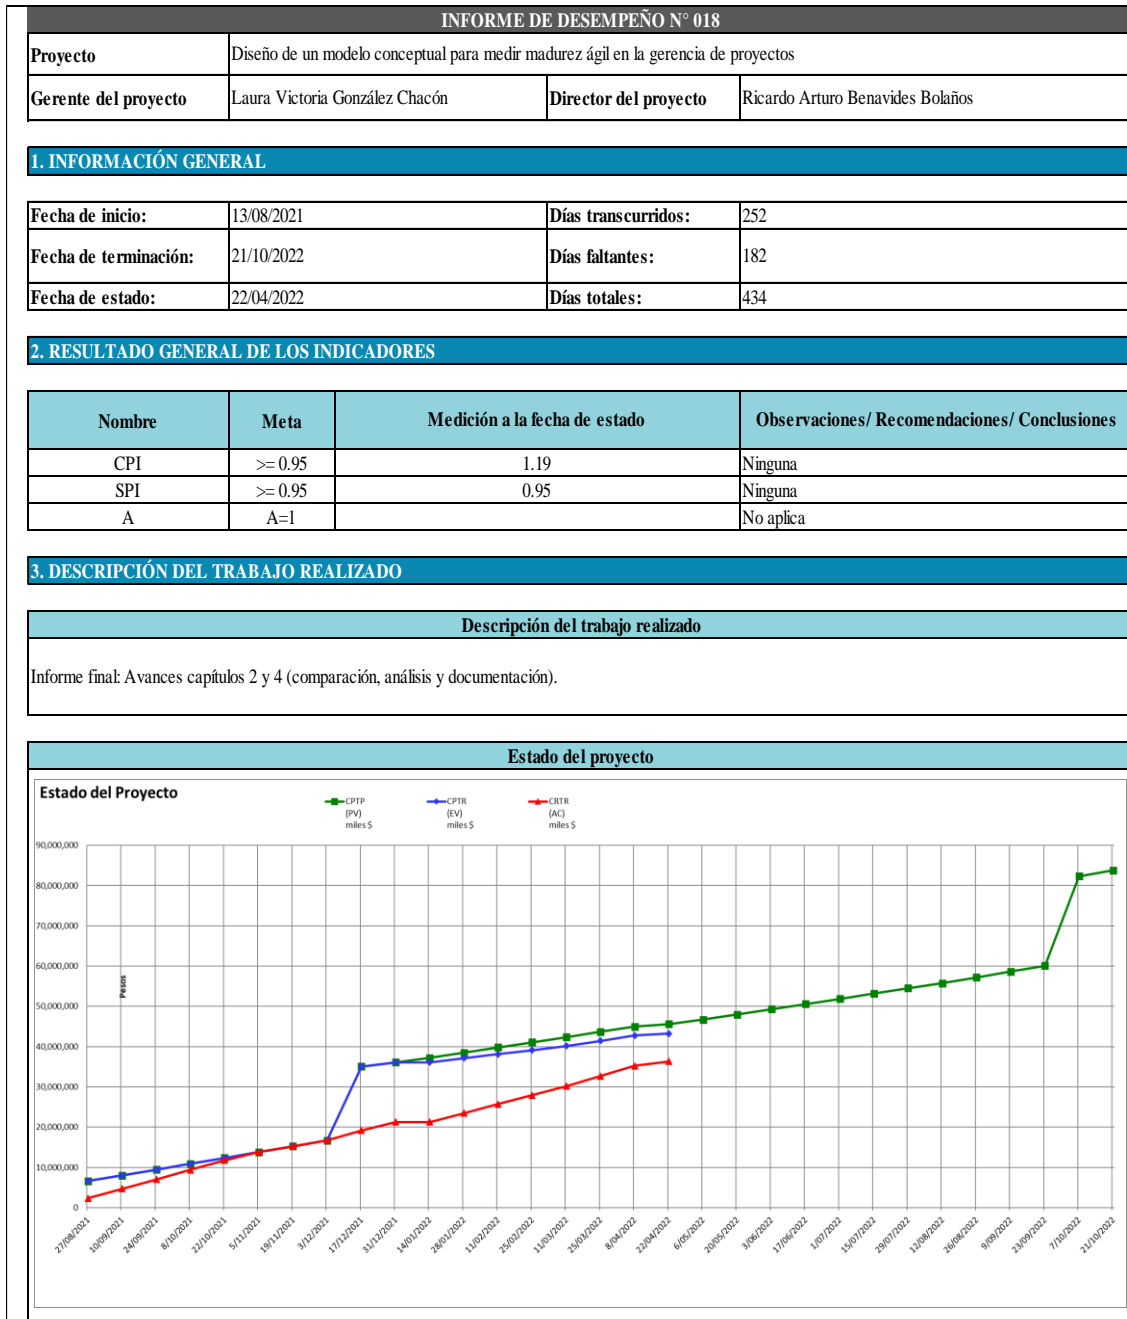 INFORME DE DESEMPEÑO N° 018
Proyecto Diseño de un modelo conceptual para medir madurez ágil en la gerencia de proyectos
Gerente del proyecto Laura Victoria González Chacón Director del proyecto Ricardo Arturo Benavides Bolaños
1. INFORMACIÓN GENERAL
Fecha de inicio: 13/08/2021 Días transcurridos: 252
Fecha de terminación: 21/10/2022 Días faltantes: 182
Fecha de estado: 22/04/2022 Días totales: 434
2. RESULTADO GENERAL DE LOS INDICADORES
Nombre Meta Medición a la fecha de estado Observaciones/ Recomendaciones/ Conclusiones
CPI >= 0.95 1.19 Ninguna
SPI >= 0.95 0.95 Ninguna
A A=1 No aplica
3. DESCRIPCIÓN DEL TRABAJO REALIZADO
Descripción del trabajo realizado
Informe final: Avances capítulos 2 y 4 (comparación, análisis y documentación).
Estado del proyecto
Estado del Proyecto
CPTP CPTR CRTR
(PV) (EV) (AC)
miles $ miles $ miles $
90,000,000
80,000,000
70,000,000
60,000,000
Pesos
50,000,000
40,000,000
30,000,000
20,000,000
10,000,000
0
27/08/2021 10/09/2021 24/09/2021 8/10/2021 22/10/2021 5/11/2021 19/11/2021 3/12/2021 17/12/2021 31/12/2021 14/01/2022 28/01/2022 11/02/2022 25/02/2022 11/03/2022 25/03/2022 8/04/2022 22/04/2022 6/05/2022 20/05/2022 3/06/2022 17/06/2022 1/07/2022 15/07/2022 29/07/2022 12/08/2022 26/08/2022 9/09/2022 23/09/2022 7/10/2022 21/10/2022